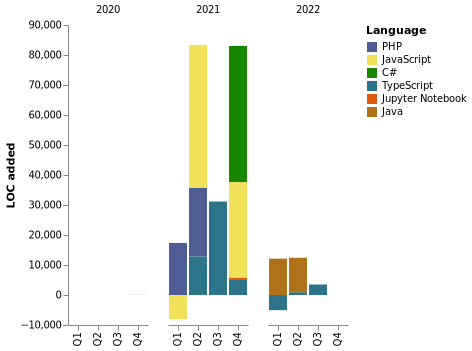 2020 2021 2022
Language
PHP
JavaScript
C#
TypeScript
Jupyter Notebook
Java
LOC added
90,000
80,000
70,000
60,000
50,000
40,000
30,000
20,000
10,000
0
−10,000
Q1 Q2 Q3 Q4 Q1 Q2 Q3 Q4 Q1 Q2 Q3 Q4